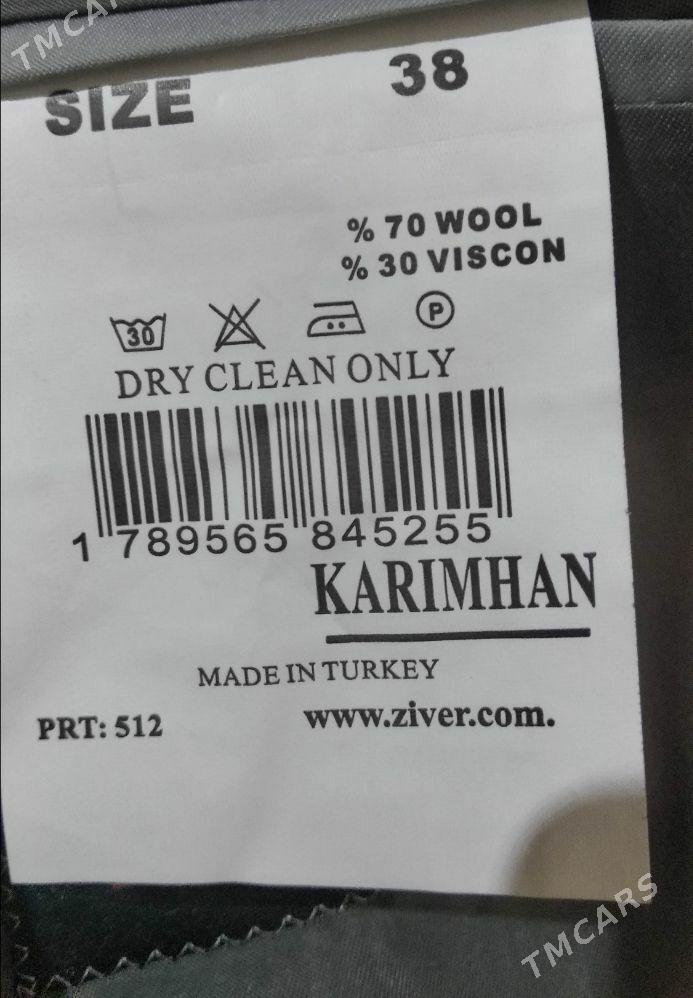 TMCARS
SIZE 38
% 70 WOOL
% 30 VISCON
30 P
DRY CLEAN ONLY
1 789565 845255
KARIMHAN
MADE IN TURKEY
PRT: 512 www.ziver.com.
TMCARS